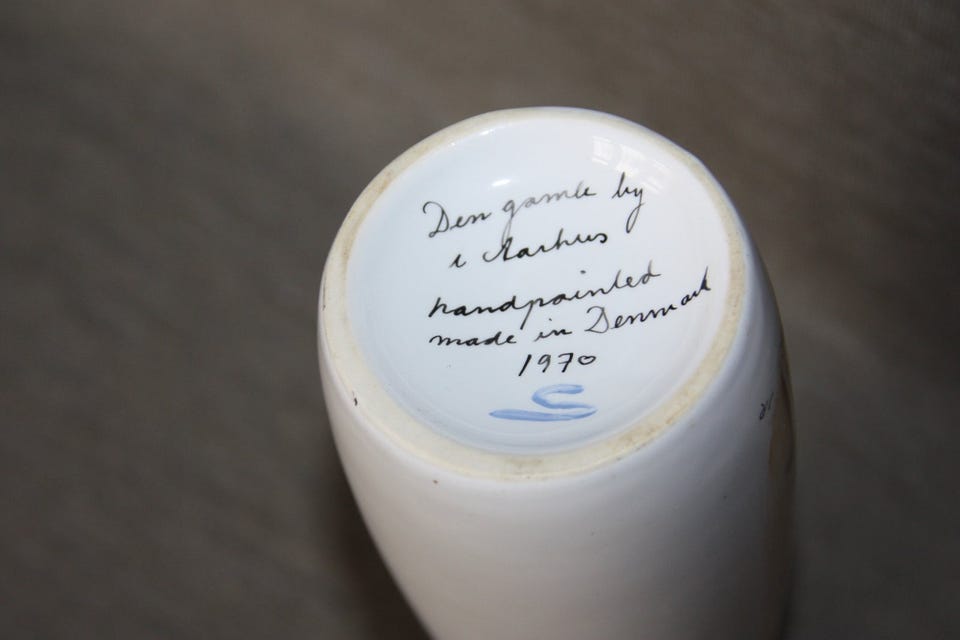 Den gamle by
i Aarhus
handpainted
made in Denmark
1970
S